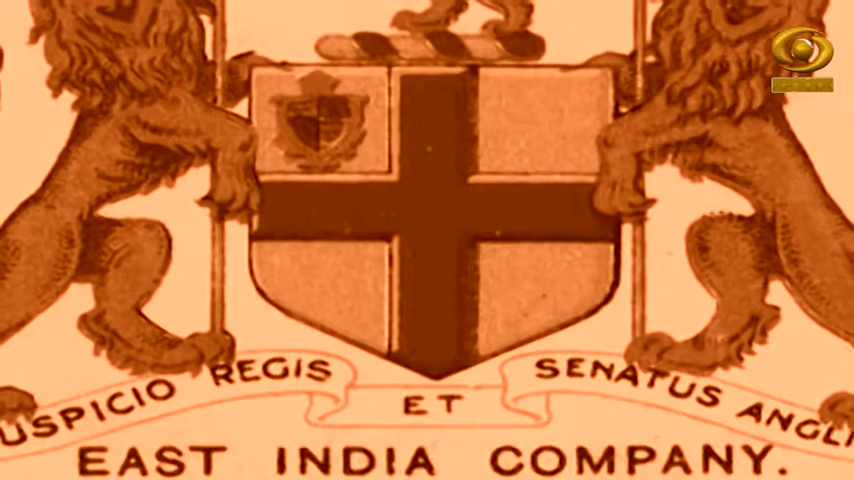 USPICIO REGIS ET SENATUS ANGLI
EAST INDIA COMPANY.